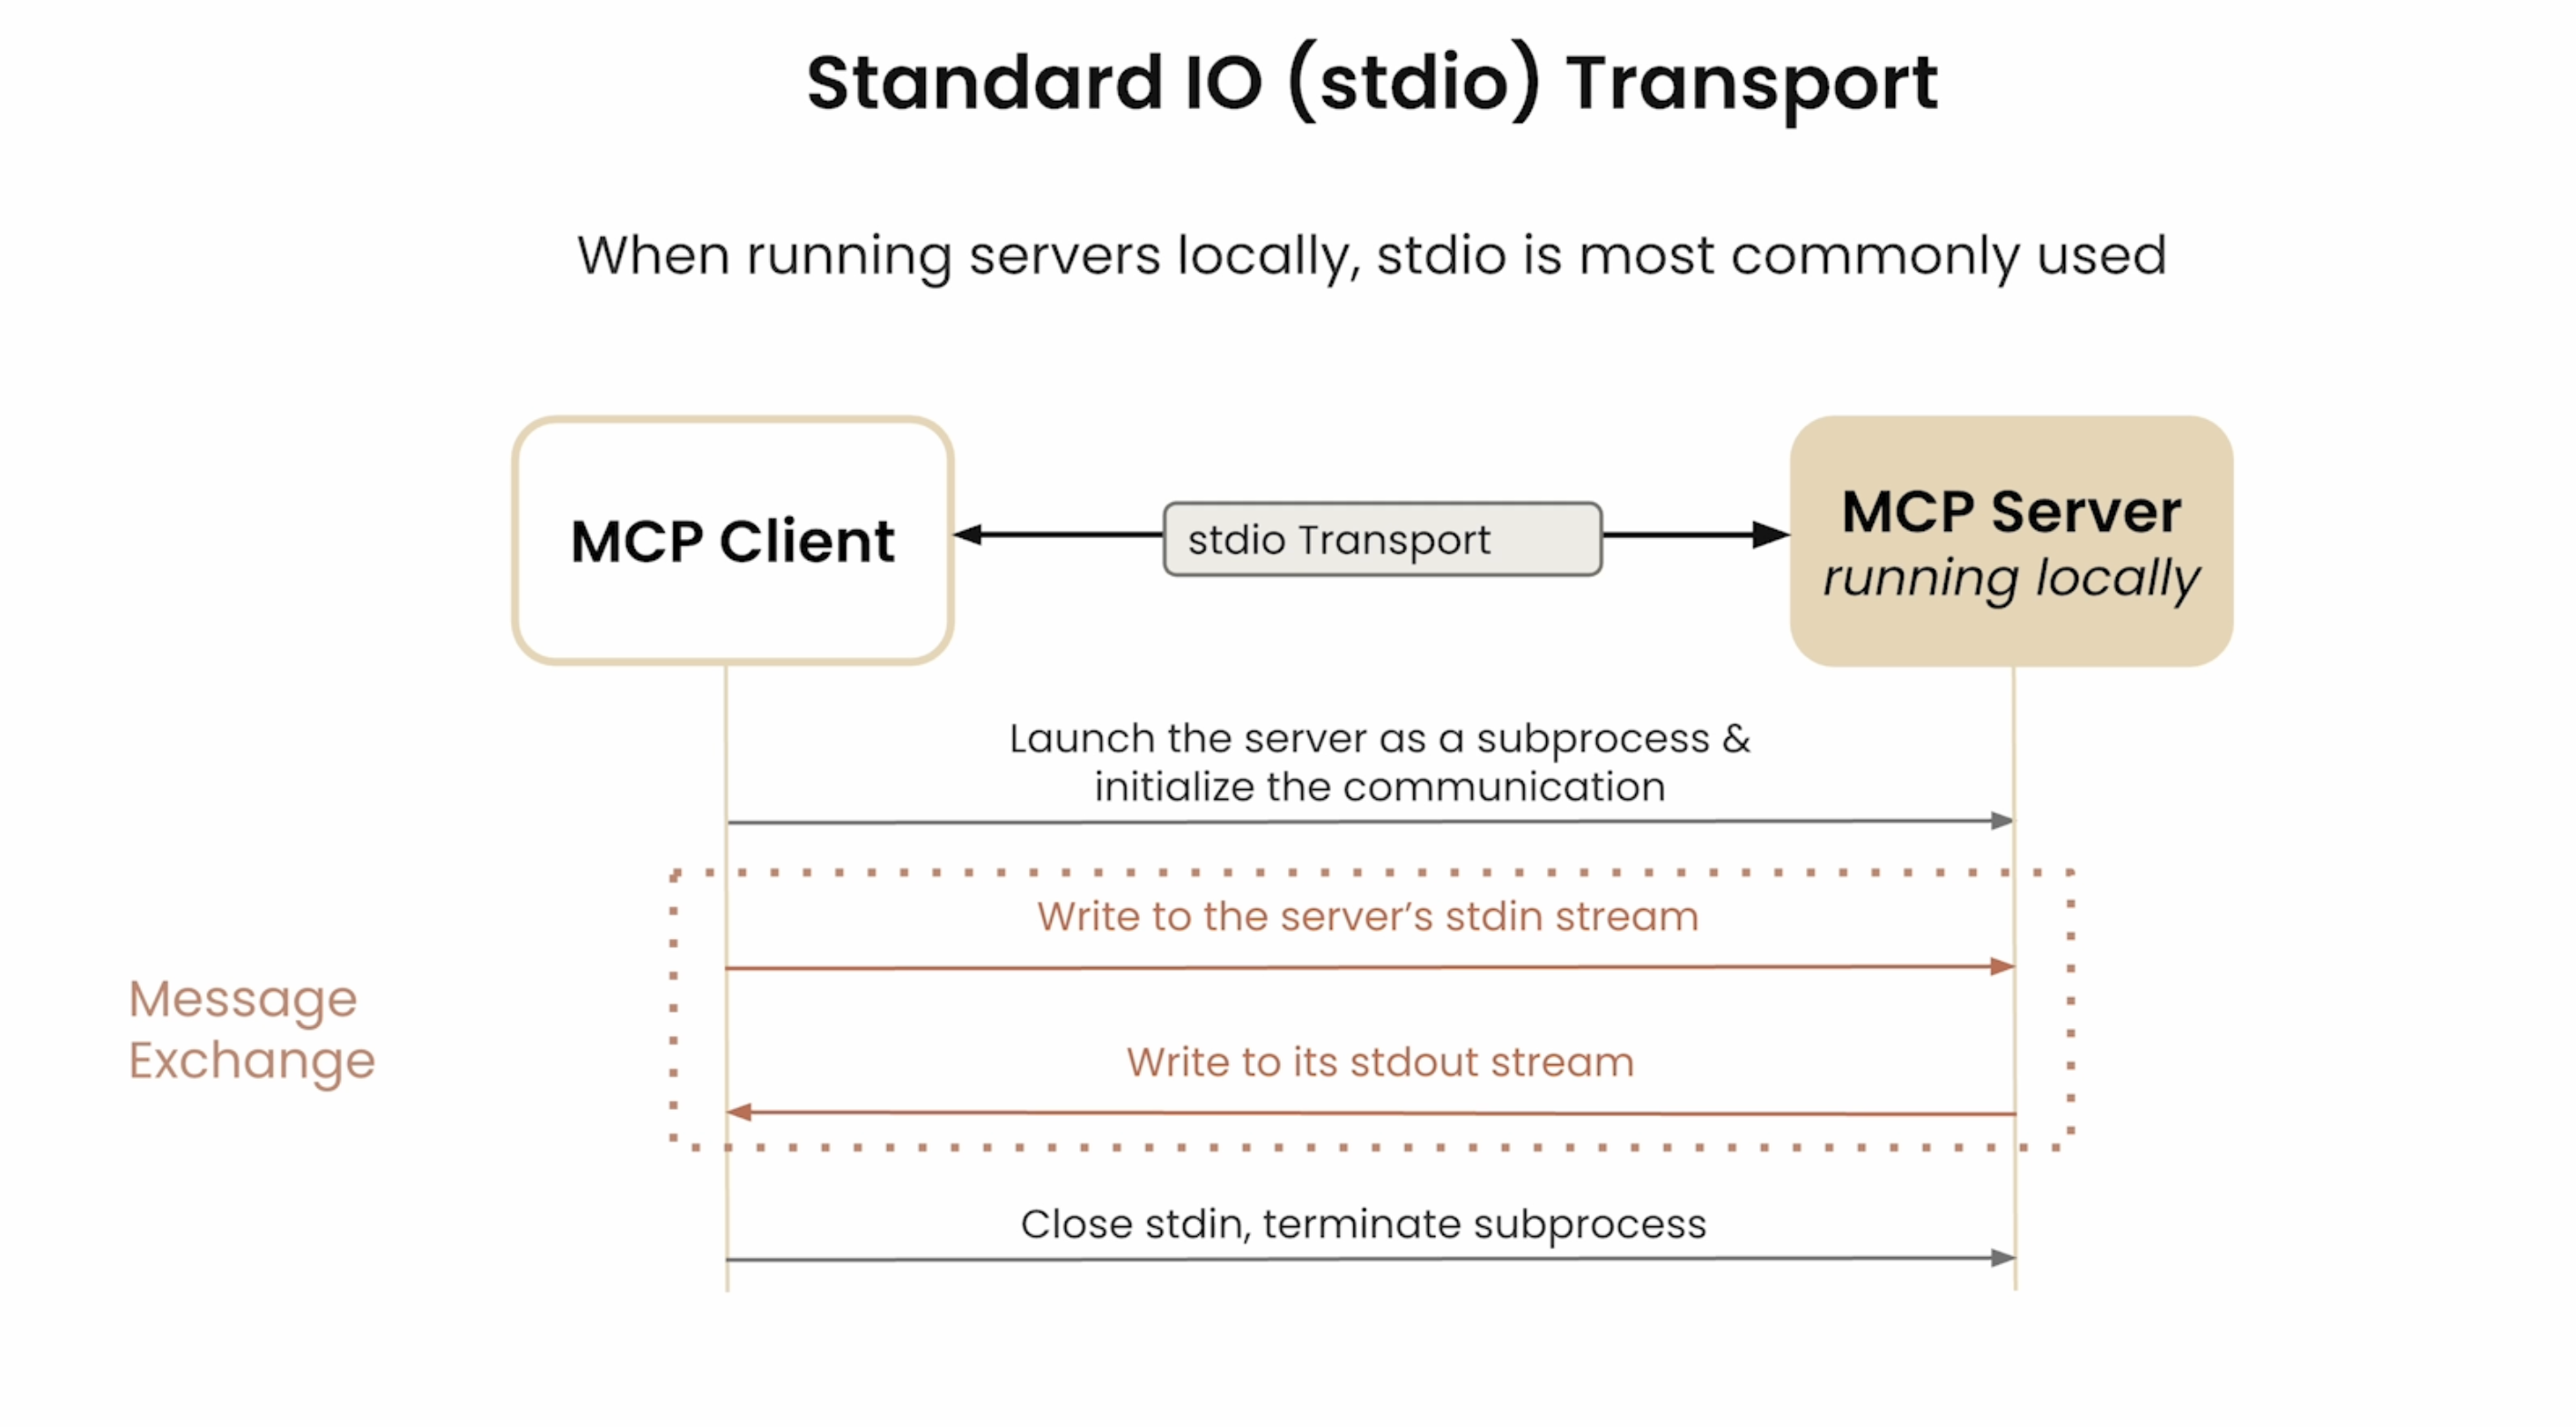 Standard IO (stdio) Transport
When running servers locally, stdio is most commonly used
MCP Client
stdio Transport
MCP Server
running locally
Launch the server as a subprocess &
initialize the communication
Write to the server’s stdin stream
Message
Exchange
Write to its stdout stream
Close stdin, terminate subprocess